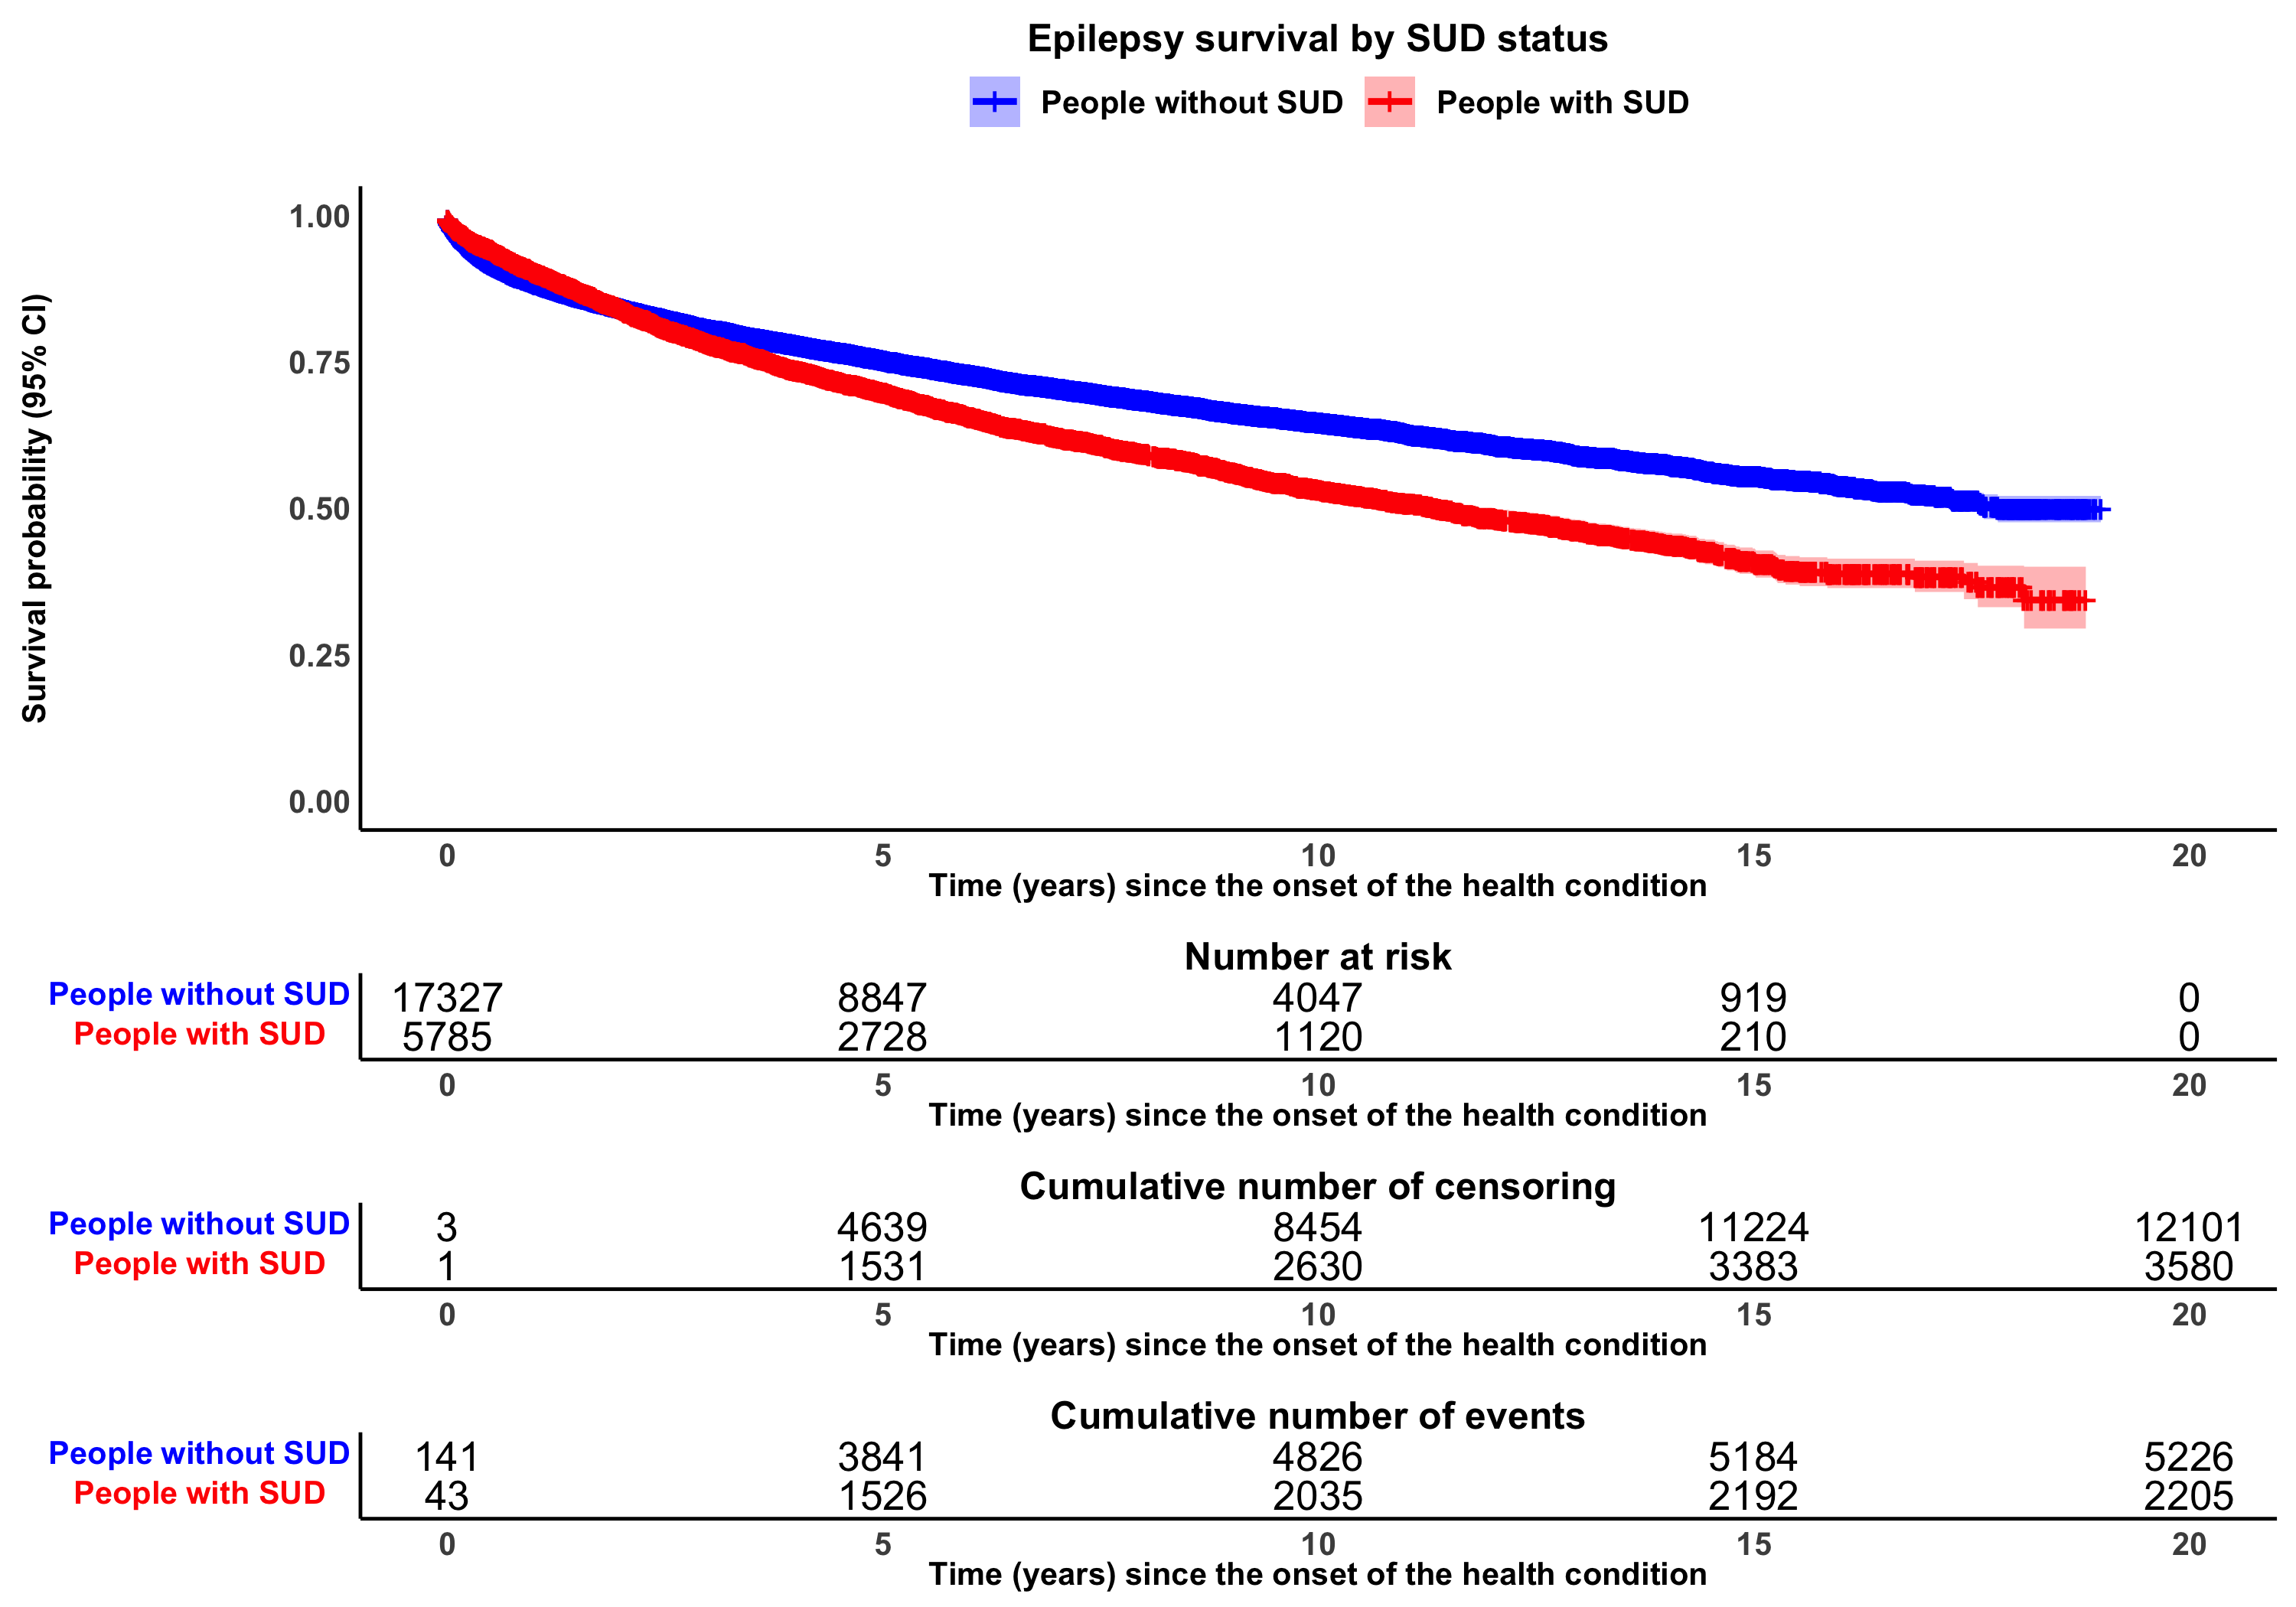 Epilepsy survival by SUD status
People without SUD People with SUD
Survival probability (95% CI)
1.00
0.75
0.50
0.25
0.00
0 5 10 15 20
Time (years) since the onset of the health condition
Number at risk
People without SUD 17327 8847 4047 919 0
People with SUD 5785 2728 1120 210 0
0 5 10 15 20
Time (years) since the onset of the health condition
Cumulative number of censoring
People without SUD 3 4639 8454 11224 12101
People with SUD 1 1531 2630 3383 3580
0 5 10 15 20
Time (years) since the onset of the health condition
Cumulative number of events
People without SUD 141 3841 4826 5184 5226
People with SUD 43 1526 2035 2192 2205
0 5 10 15 20
Time (years) since the onset of the health condition